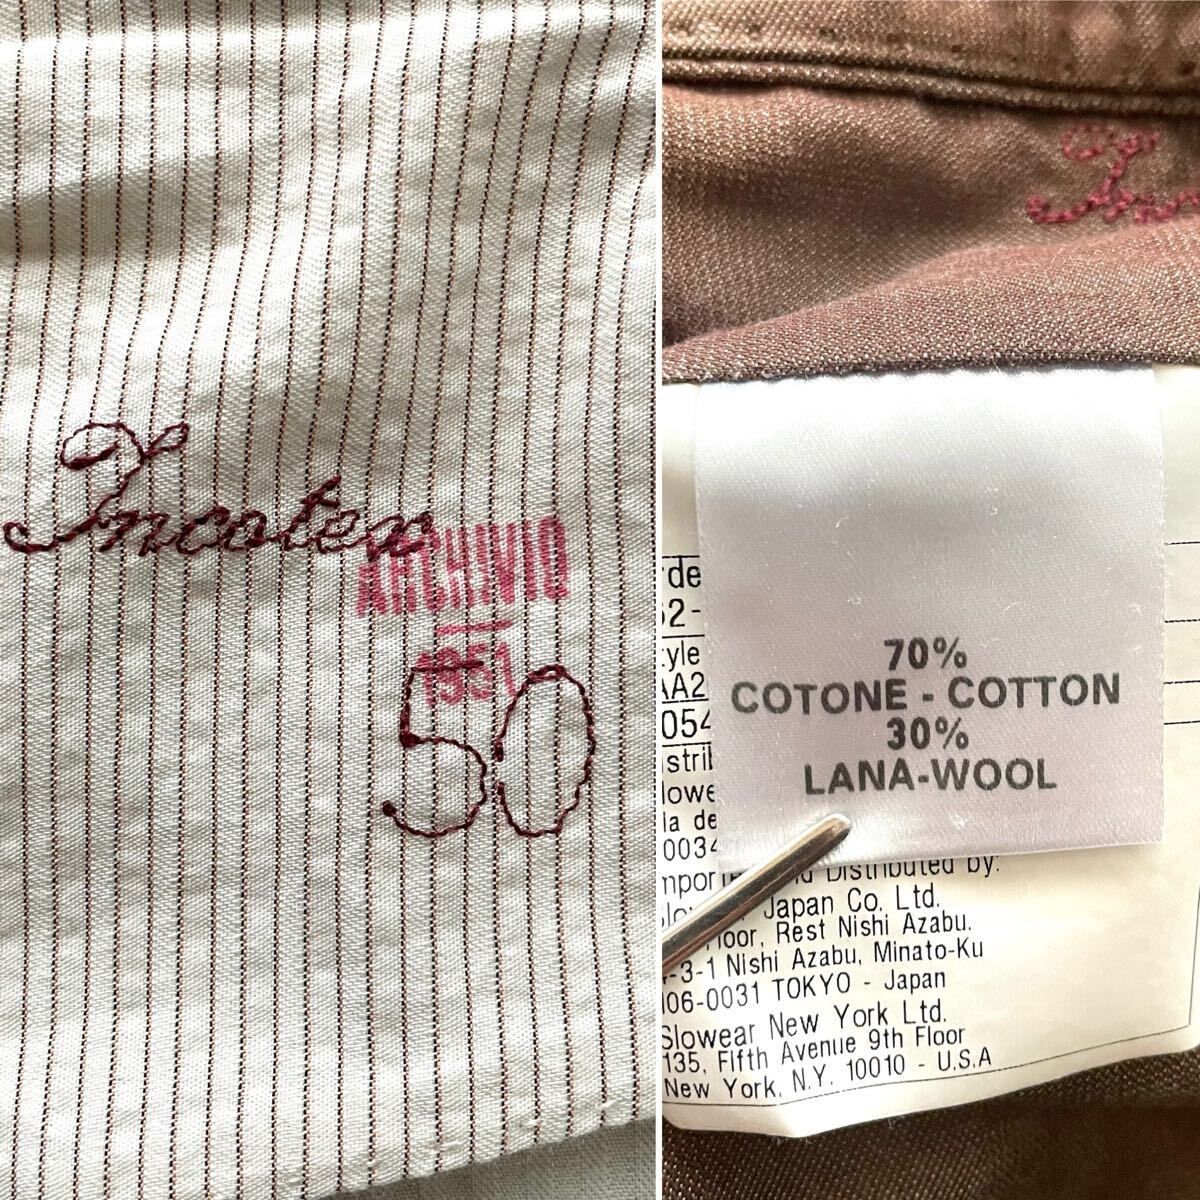 Incotex
ARCHIVIO
1951
50
70%
COTONE - COTTON
30%
LANA-WOOL
Distributed by:
Japan Co. Ltd.
Rest Nishi Azabu.
-3-1 Nishi Azabu, Minato-Ku
106-0031 TOKYO - Japan
Slowear New York Ltd.
135, Fifth Avenue 9th Floor
New York, N.Y. 10010 - U.S.A